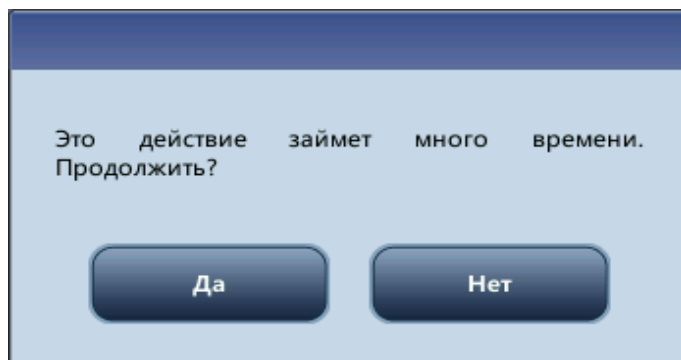 Это действие займет много времени.
Продолжить?
Да
Нет